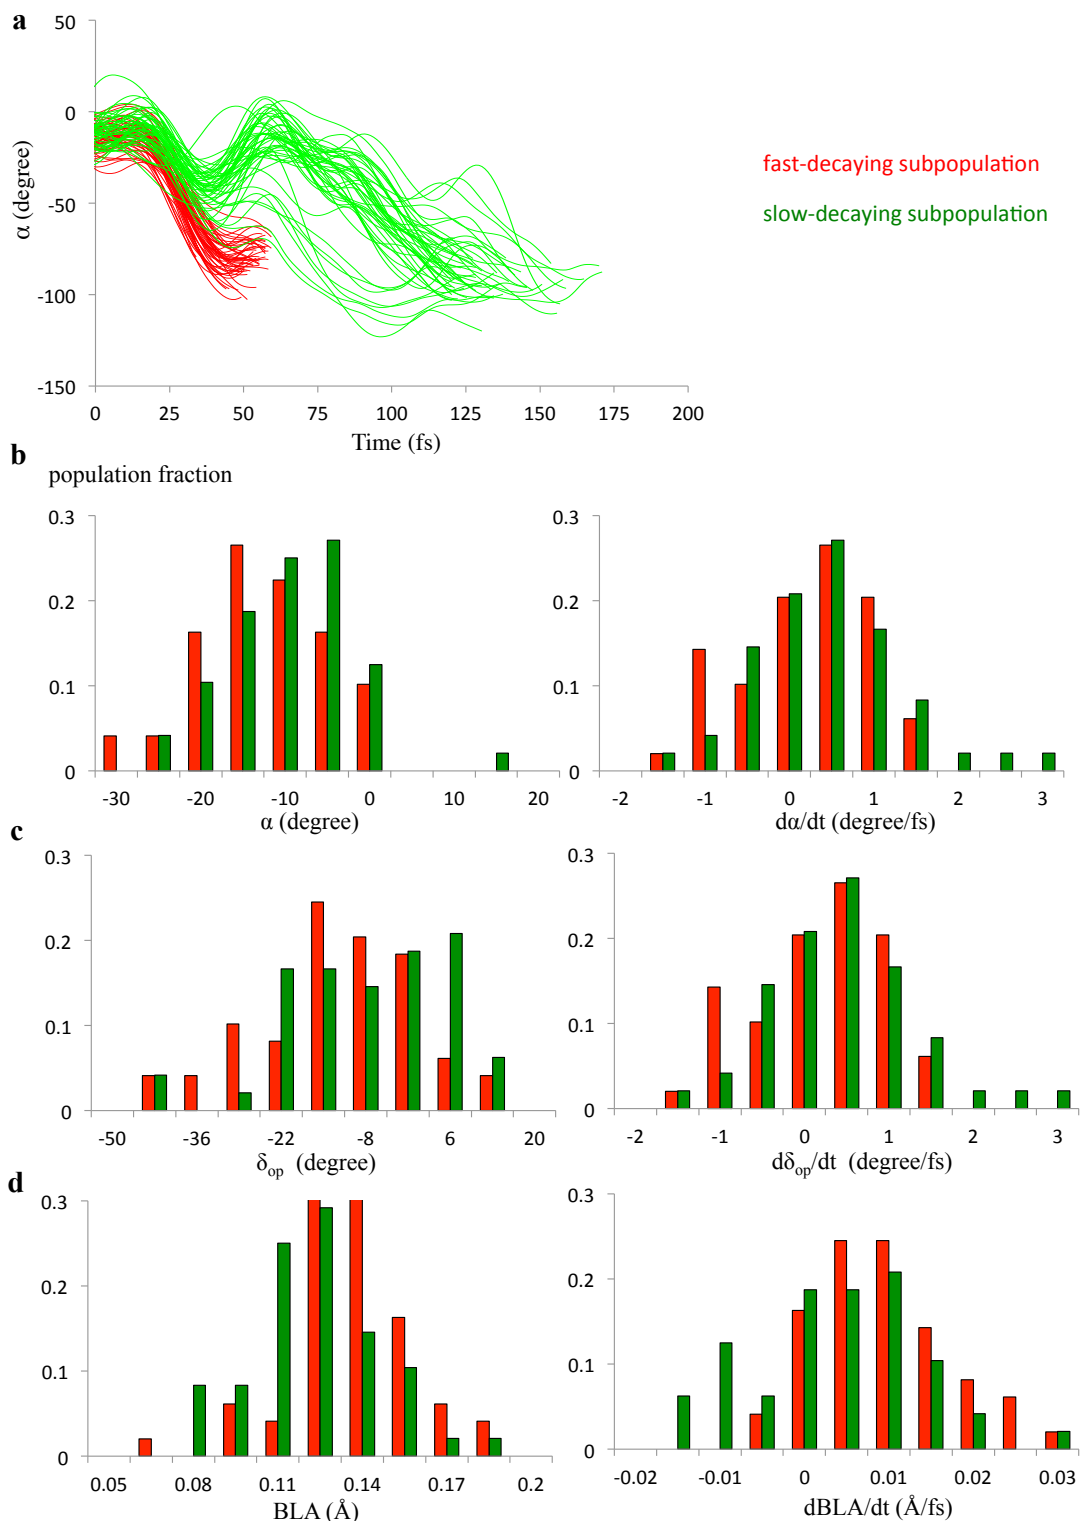 a
50
0
-50
-100
-150
α (degree)
0 25 50 75 100 125 150 175 200
Time (fs)
fast-decaying subpopulation
slow-decaying subpopulation
b
population fraction
0.3
0.2
0.1
0
-30 -20 -10 0 10 20
α (degree)
0.3
0.2
0.1
0
-2 -1 0 1 2 3
dα/dt (degree/fs)
c
0.3
0.2
0.1
0
-50 -36 -22 -8 6 20
δop (degree)
0.3
0.2
0.1
0
-2 -1 0 1 2 3
dδop/dt (degree/fs)
d
0.3
0.2
0.1
0
0.05 0.08 0.11 0.14 0.17 0.2
BLA (Å)
0.3
0.2
0.1
0
-0.02 -0.01 0 0.01 0.02 0.03
dBLA/dt (Å/fs)